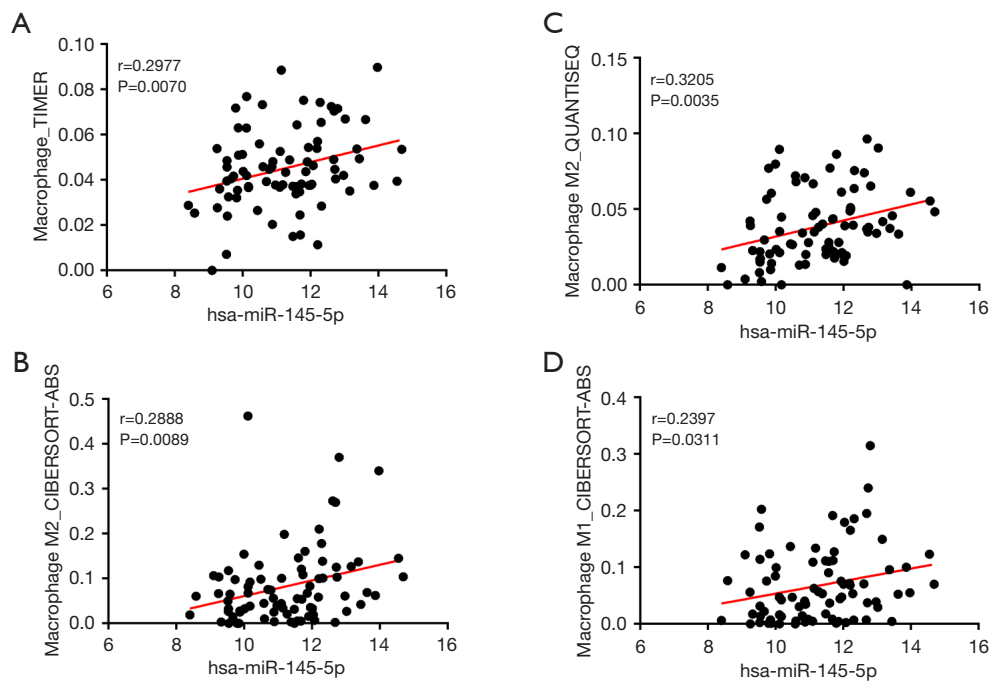 A
Macrophage_TIMER
0.10
0.08
0.06
0.04
0.02
0.00
r=0.2977
P=0.0070
6 8 10 12 14 16
hsa-miR-145-5p
C
Macrophage M2_QUANTISEQ
0.15
0.10
0.05
0.00
r=0.3205
P=0.0035
6 8 10 12 14 16
hsa-miR-145-5p
B
Macrophage M2_CIBERSORT-ABS
0.5
0.4
0.3
0.2
0.1
0.0
r=0.2888
P=0.0089
6 8 10 12 14 16
hsa-miR-145-5p
D
Macrophage M1_CIBERSORT-ABS
0.4
0.3
0.2
0.1
0.0
r=0.2397
P=0.0311
6 8 10 12 14 16
hsa-miR-145-5p